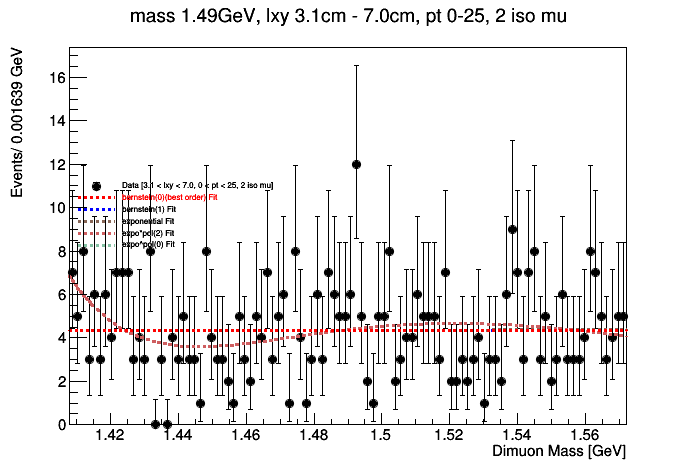 mass 1.49GeV, lxy 3.1cm - 7.0cm, pt 0-25, 2 iso mu
Events/ 0.001639 GeV
16
14
12
10
8
6
4
2
0
Data [3.1 < lxy < 7.0, 0 < pt < 25, 2 iso mu]
bernstein(0)(best order) Fit
bernstein(1) Fit
exponential Fit
expo*pol(2) Fit
expo*pol(0) Fit
1.42 1.44 1.46 1.48 1.5 1.52 1.54 1.56
Dimuon Mass [GeV]